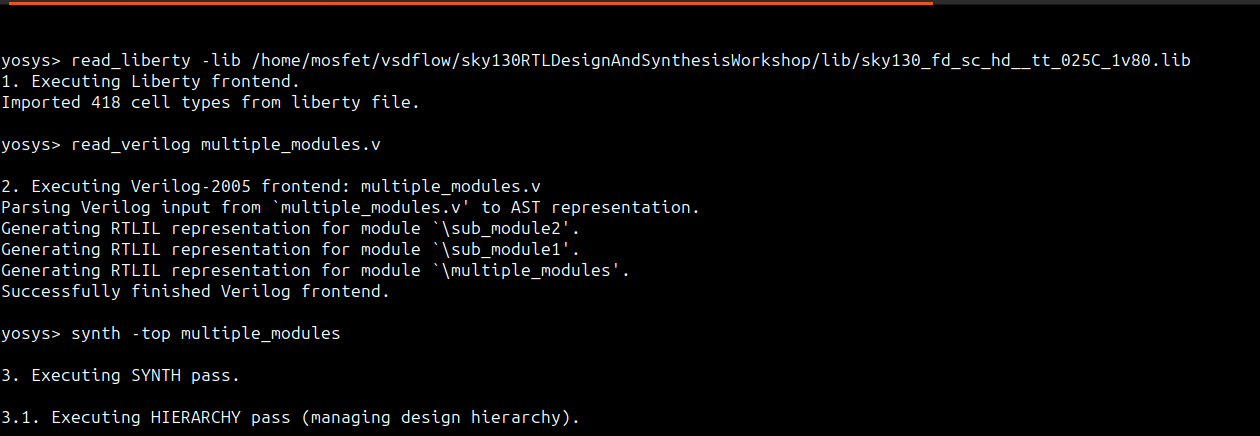 yosys> read_liberty -lib /home/mosfet/vsdflow/sky130RTLDesignAndSynthesisWorkshop/lib/sky130_fd_sc_hd__tt_025C_1v80.lib
1. Executing Liberty frontend.
Imported 418 cell types from liberty file.
yosys> read_verilog multiple_modules.v
2. Executing Verilog-2005 frontend: multiple_modules.v
Parsing Verilog input from `multiple_modules.v' to AST representation.
Generating RTLIL representation for module `\sub_module2'.
Generating RTLIL representation for module `\sub_module1'.
Generating RTLIL representation for module `\multiple_modules'.
Successfully finished Verilog frontend.
yosys> synth -top multiple_modules
3. Executing SYNTH pass.
3.1. Executing HIERARCHY pass (managing design hierarchy).